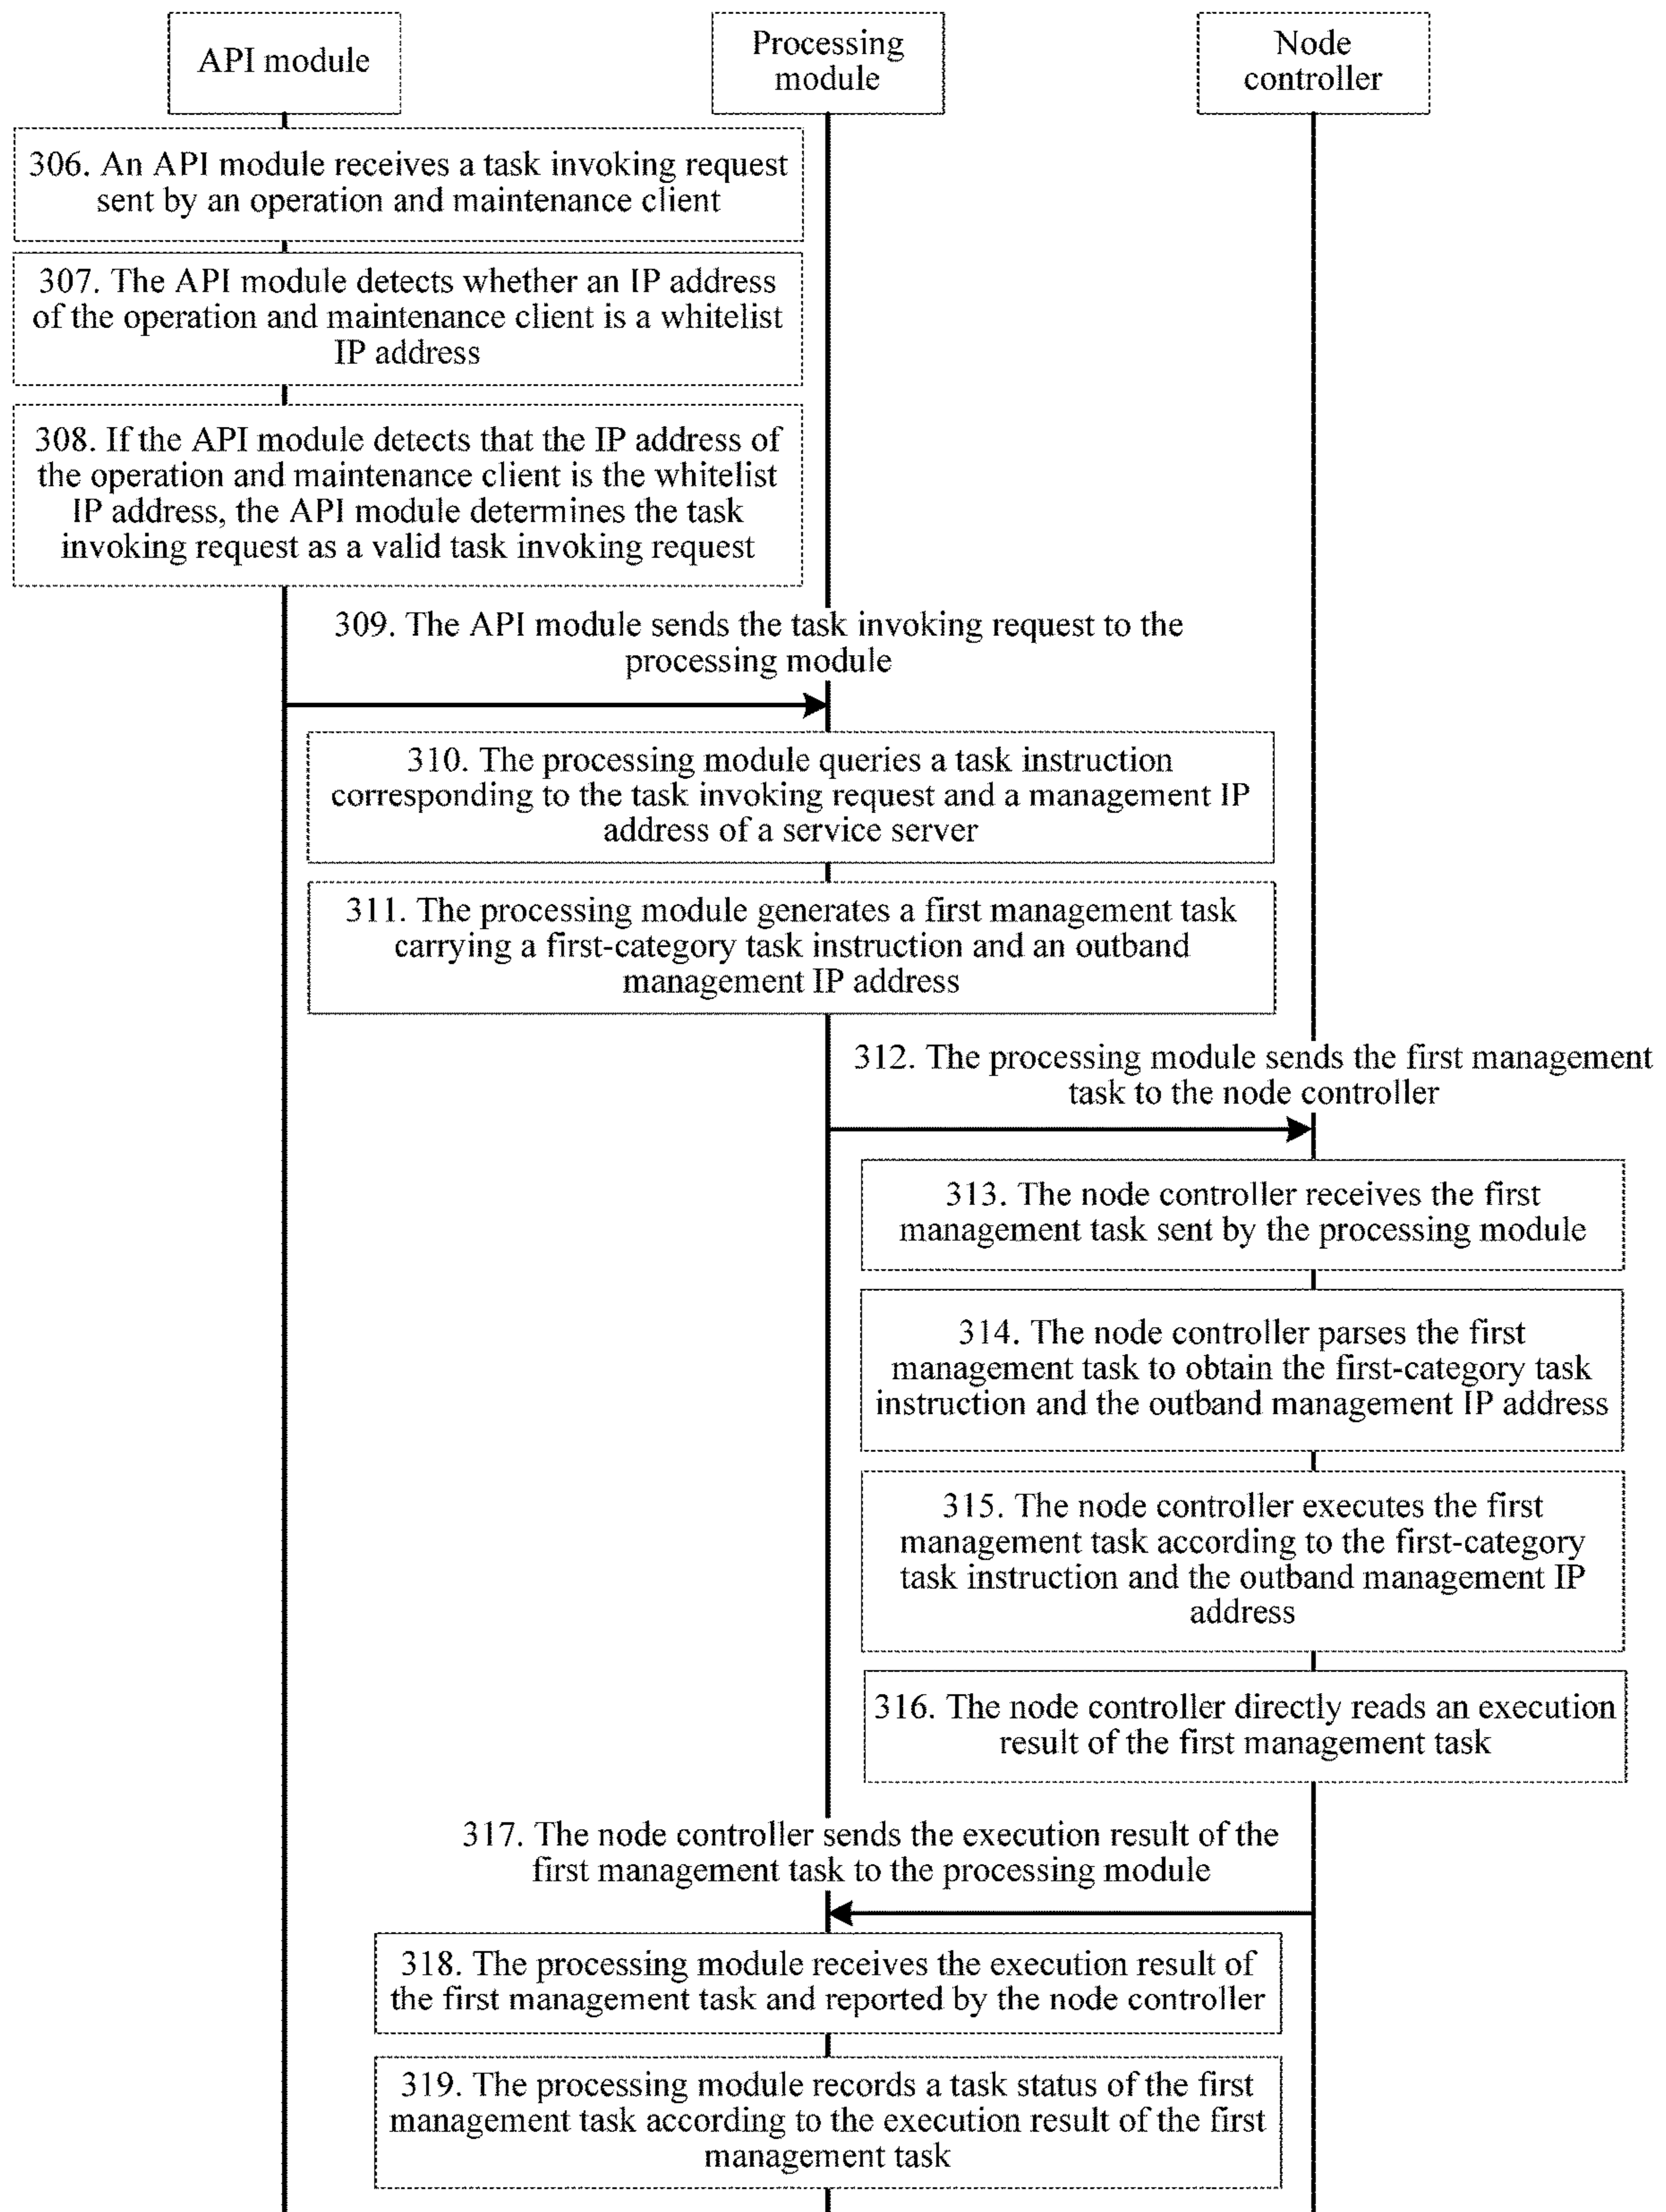 API module
Processing
module
Node
controller
306. An API module receives a task invoking request
sent by an operation and maintenance client
307. The API module detects whether an IP address
of the operation and maintenance client is a whitelist
IP address
308. If the API module detects that the IP address of
the operation and maintenance client is the whitelist
IP address, the API module determines the task
invoking request as a valid task invoking request
309. The API module sends the task invoking request to the
processing module
310. The processing module queries a task instruction
corresponding to the task invoking request and a management IP
address of a service server
311. The processing module generates a first management task
carrying a first-category task instruction and an outband
management IP address
312. The processing module sends the first management
task to the node controller
313. The node controller receives the first
management task sent by the processing module
314. The node controller parses the first
management task to obtain the first-category task
instruction and the outband management IP address
315. The node controller executes the first
management task according to the first-category
task instruction and the outband management IP
address
316. The node controller directly reads an execution
result of the first management task
317. The node controller sends the execution result of the
first management task to the processing module
318. The processing module receives the execution result of
the first management task and reported by the node controller
319. The processing module records a task status of the first
management task according to the execution result of the first
management task